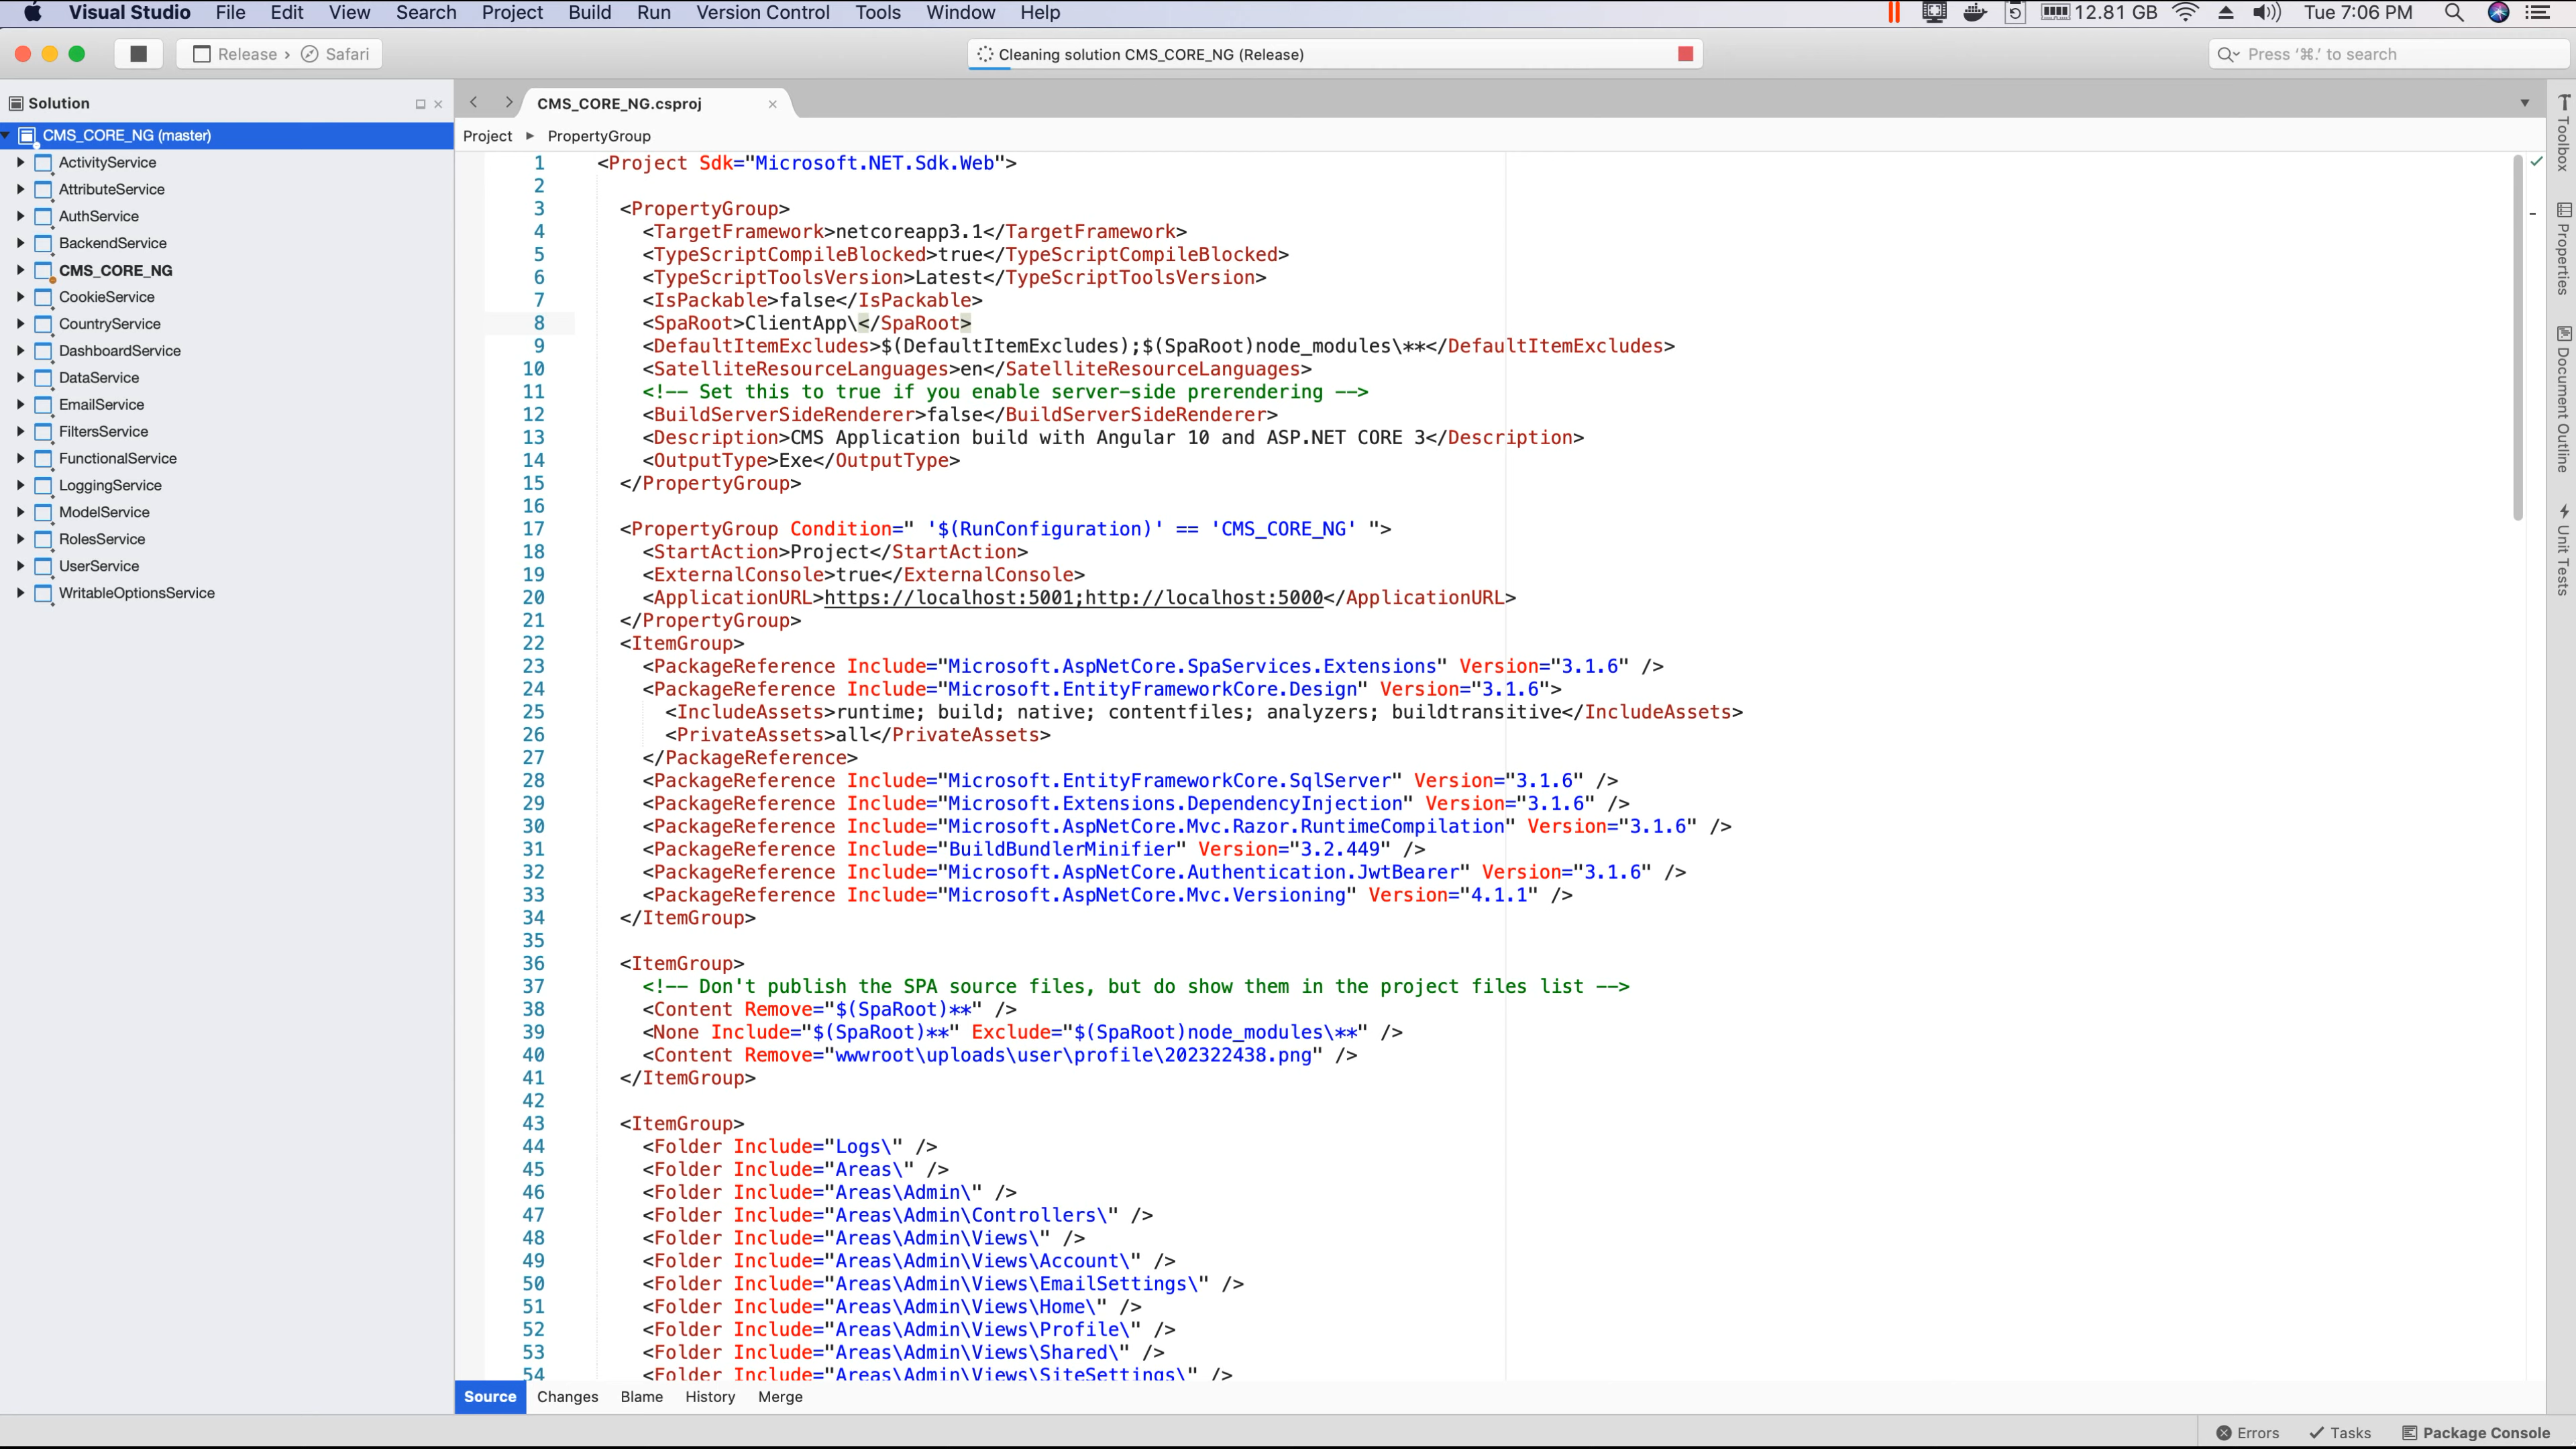 Visual Studio File Edit View Search Project Build Run Version Control Tools Window Help 12.81 GB Tue 7:06 PM
Release › Safari Cleaning solution CMS_CORE_NG (Release) Press ‘⌘.’ to search
Solution
CMS_CORE_NG (master)
ActivityService
AttributeService
AuthService
BackendService
CMS_CORE_NG
CookieService
CountryService
DashboardService
DataService
EmailService
FiltersService
FunctionalService
LoggingService
ModelService
RolesService
UserService
WritableOptionsService
CMS_CORE_NG.csproj
Project ▸ PropertyGroup
1 <Project Sdk="Microsoft.NET.Sdk.Web">
2
3 <PropertyGroup>
4 <TargetFramework>netcoreapp3.1</TargetFramework>
5 <TypeScriptCompileBlocked>true</TypeScriptCompileBlocked>
6 <TypeScriptToolsVersion>Latest</TypeScriptToolsVersion>
7 <IsPackable>false</IsPackable>
8 <SpaRoot>ClientApp\</SpaRoot>
9 <DefaultItemExcludes>$(DefaultItemExcludes);$(SpaRoot)node_modules\**</DefaultItemExcludes>
10 <SatelliteResourceLanguages>en</SatelliteResourceLanguages>
11 <!-- Set this to true if you enable server-side prerendering -->
12 <BuildServerSideRenderer>false</BuildServerSideRenderer>
13 <Description>CMS Application build with Angular 10 and ASP.NET CORE 3</Description>
14 <OutputType>Exe</OutputType>
15 </PropertyGroup>
16
17 <PropertyGroup Condition=" '$(RunConfiguration)' == 'CMS_CORE_NG' ">
18 <StartAction>Project</StartAction>
19 <ExternalConsole>true</ExternalConsole>
20 <ApplicationURL>https://localhost:5001;http://localhost:5000</ApplicationURL>
21 </PropertyGroup>
22 <ItemGroup>
23 <PackageReference Include="Microsoft.AspNetCore.SpaServices.Extensions" Version="3.1.6" />
24 <PackageReference Include="Microsoft.EntityFrameworkCore.Design" Version="3.1.6">
25 <IncludeAssets>runtime; build; native; contentfiles; analyzers; buildtransitive</IncludeAssets>
26 <PrivateAssets>all</PrivateAssets>
27 </PackageReference>
28 <PackageReference Include="Microsoft.EntityFrameworkCore.SqlServer" Version="3.1.6" />
29 <PackageReference Include="Microsoft.Extensions.DependencyInjection" Version="3.1.6" />
30 <PackageReference Include="Microsoft.AspNetCore.Mvc.Razor.RuntimeCompilation" Version="3.1.6" />
31 <PackageReference Include="BuildBundlerMinifier" Version="3.2.449" />
32 <PackageReference Include="Microsoft.AspNetCore.Authentication.JwtBearer" Version="3.1.6" />
33 <PackageReference Include="Microsoft.AspNetCore.Mvc.Versioning" Version="4.1.1" />
34 </ItemGroup>
35
36 <ItemGroup>
37 <!-- Don't publish the SPA source files, but do show them in the project files list -->
38 <Content Remove="$(SpaRoot)**" />
39 <None Include="$(SpaRoot)**" Exclude="$(SpaRoot)node_modules\**" />
40 <Content Remove="wwwroot\uploads\user\profile\202322438.png" />
41 </ItemGroup>
42
43 <ItemGroup>
44 <Folder Include="Logs\" />
45 <Folder Include="Areas\" />
46 <Folder Include="Areas\Admin\" />
47 <Folder Include="Areas\Admin\Controllers\" />
48 <Folder Include="Areas\Admin\Views\" />
49 <Folder Include="Areas\Admin\Views\Account\" />
50 <Folder Include="Areas\Admin\Views\EmailSettings\" />
51 <Folder Include="Areas\Admin\Views\Home\" />
52 <Folder Include="Areas\Admin\Views\Profile\" />
53 <Folder Include="Areas\Admin\Views\Shared\" />
54 <Folder Include="Areas\Admin\Views\SiteSettings\" />
Source Changes Blame History Merge
Toolbox
Properties
Document Outline
Unit Tests
Errors Tasks Package Console